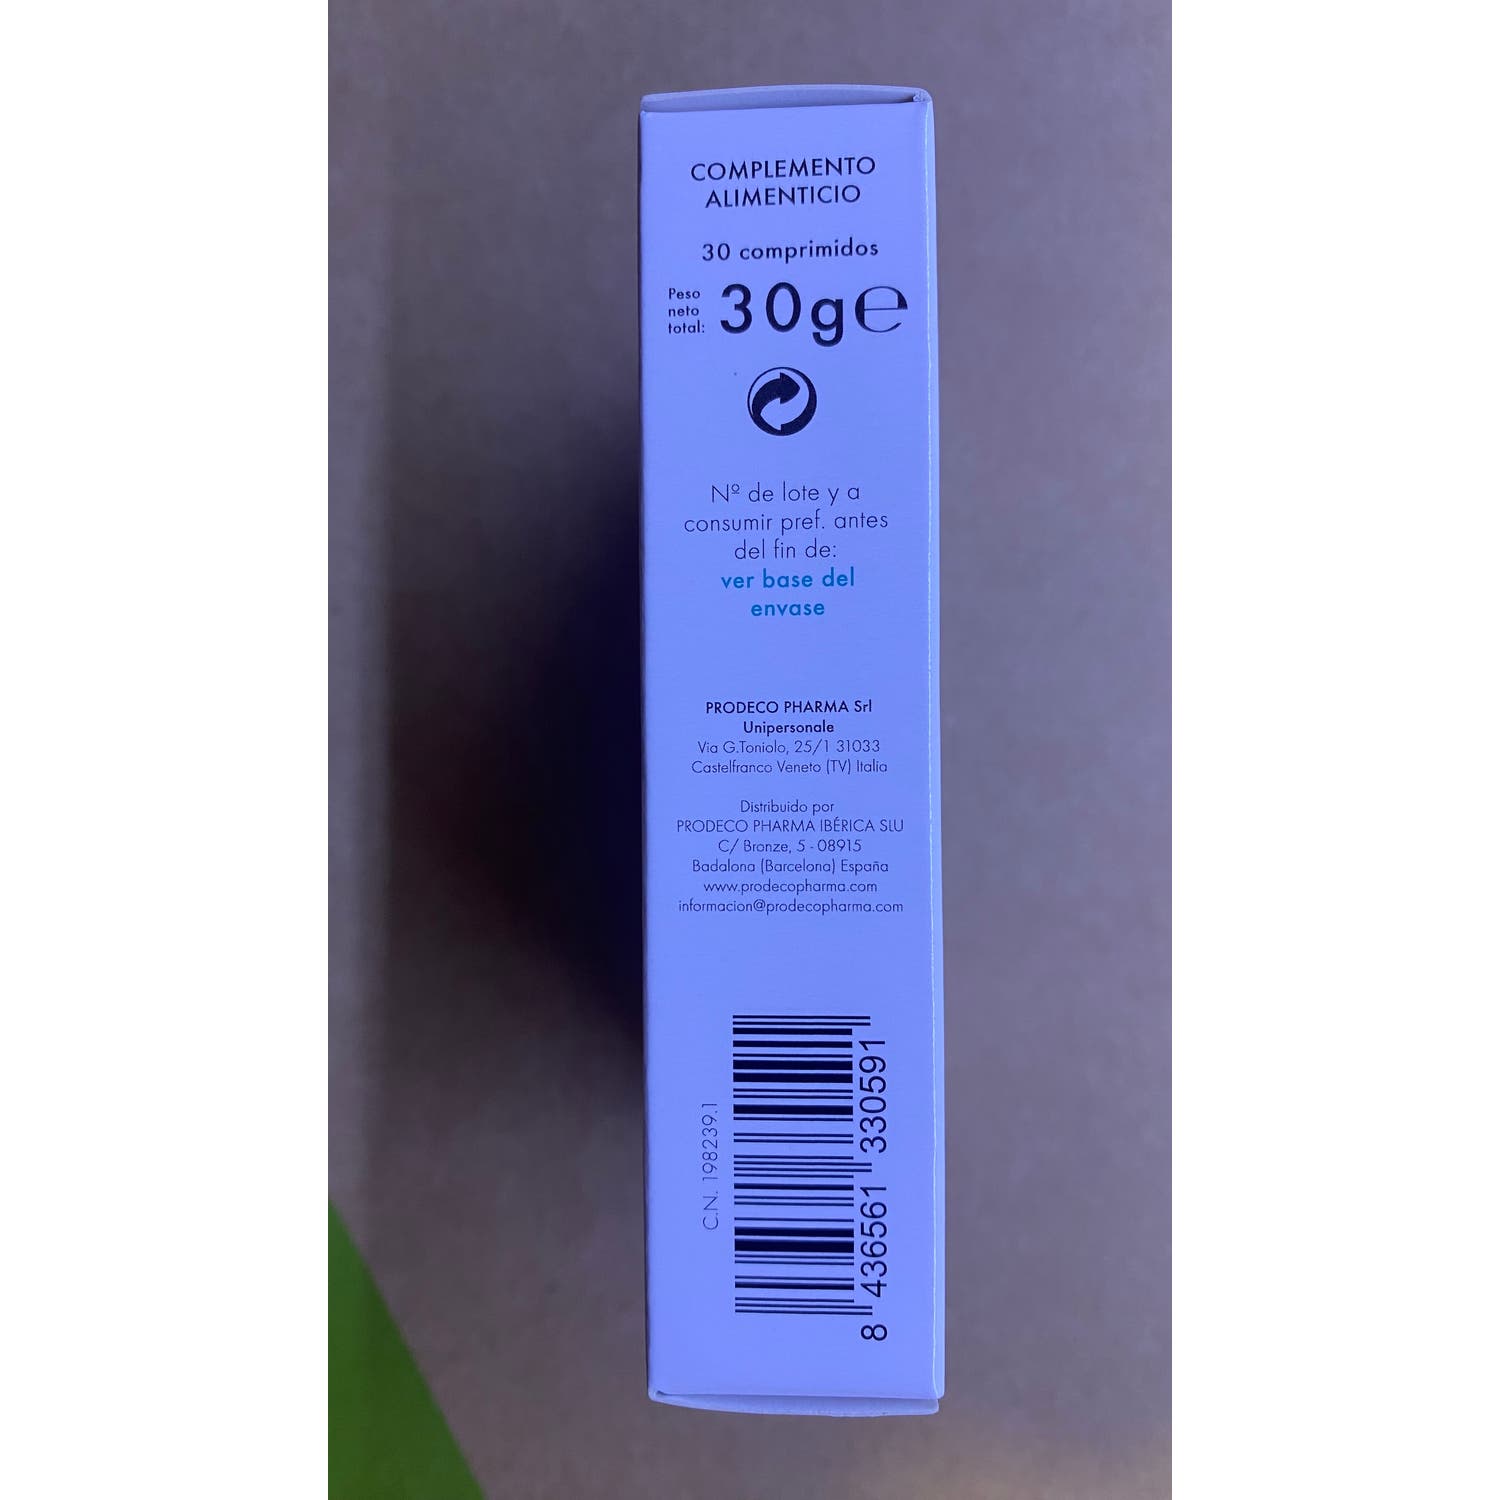 COMPLEMENTO
ALIMENTICIO
30 comprimidos
Peso
neto
total:
30g℮
Nº de lote y a
consumir pref. antes
del fin de:
ver base del
envase
PRODECO PHARMA Srl
Unipersonale
Via G.Toniolo, 25/1 31033
Castelfranco Veneto (TV) Italia
Distribuido por
PRODECO PHARMA IBÉRICA SLU
C/ Bronze, 5 - 08915
Badalona (Barcelona) España
www.prodecopharma.com
informacion@prodecopharma.com
C.N. 198239.1
8 436561 330591